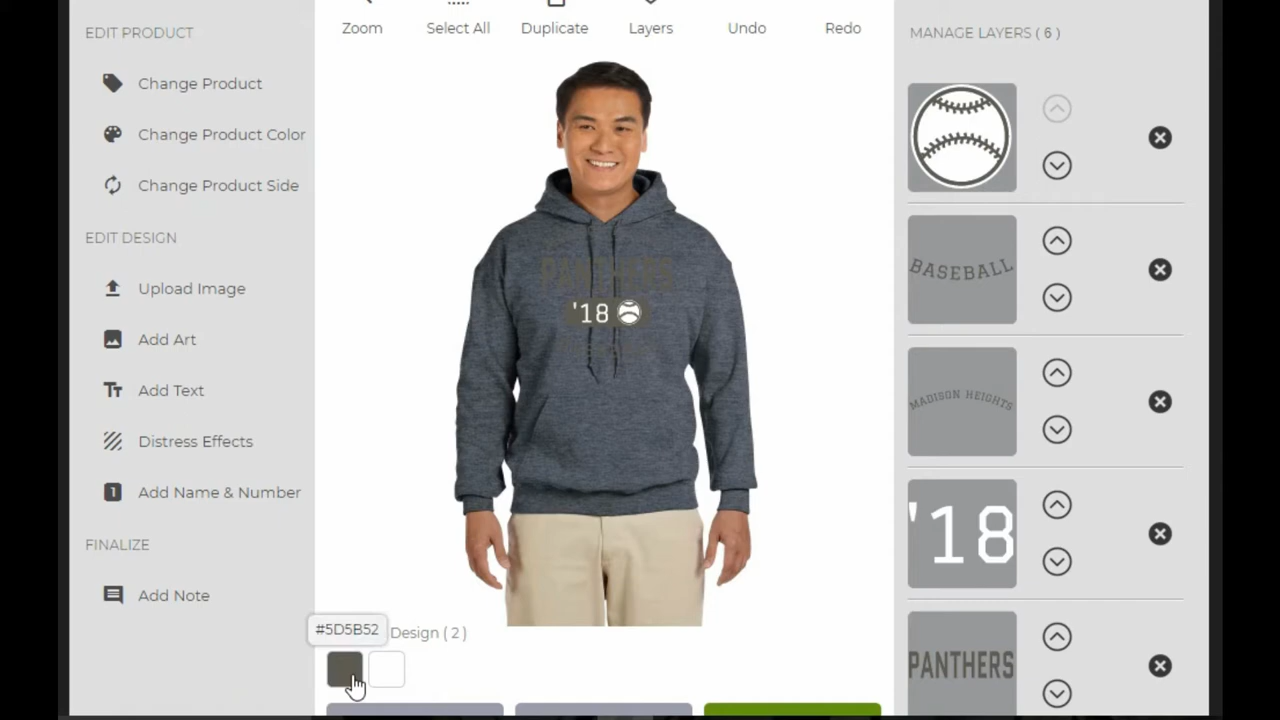 Zoom
Select All
Duplicate
Layers
Undo
Redo
EDIT PRODUCT
Change Product
Change Product Color
Change Product Side
EDIT DESIGN
Upload Image
Add Art
Add Text
Distress Effects
Add Name & Number
FINALIZE
Add Note
PANTHERS
'18
#5D5B52
Design ( 2 )
MANAGE LAYERS ( 6 )
BASEBALL
MADISON HEIGHTS
'18
PANTHERS